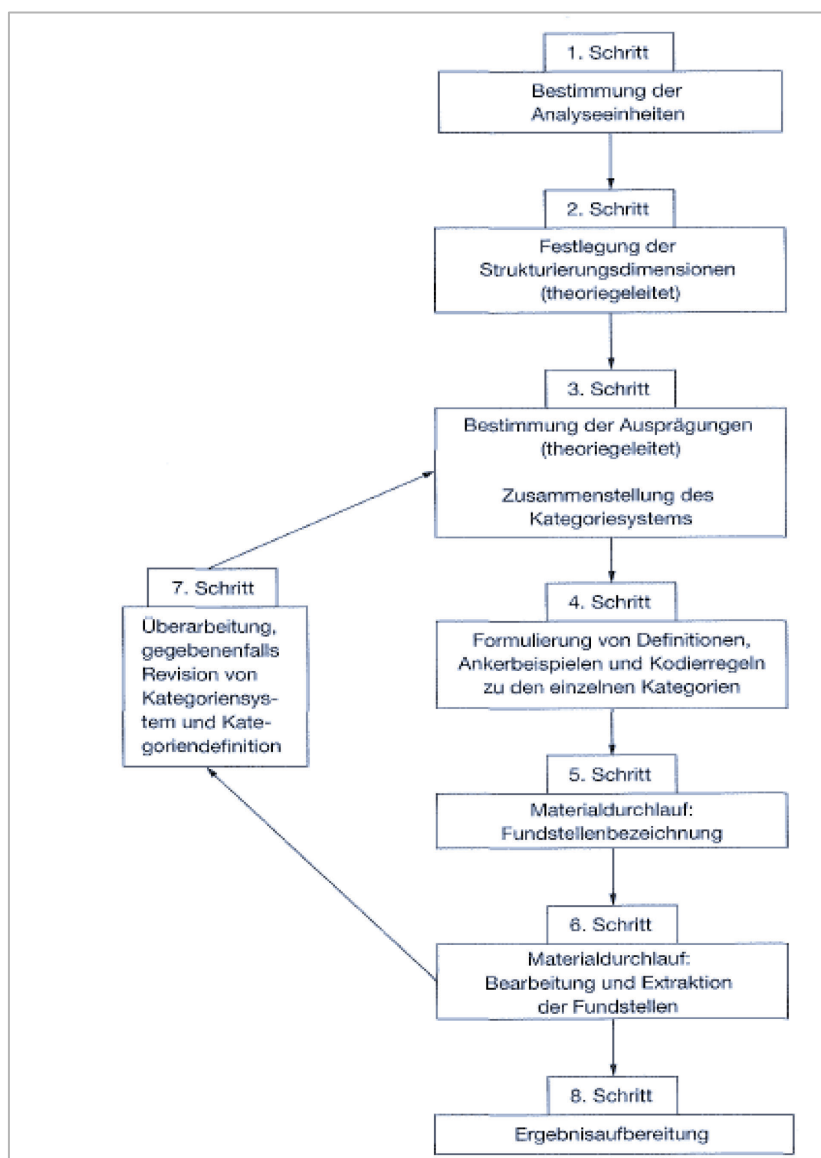 1. Schritt
Bestimmung der
Analyseeinheiten
2. Schritt
Festlegung der
Strukturierungsdimensionen
(theoriegeleitet)
3. Schritt
Bestimmung der Ausprägungen
(theoriegeleitet)
Zusammenstellung des
Kategoriesystems
4. Schritt
Formulierung von Definitionen,
Ankerbeispielen und Kodierregeln
zu den einzelnen Kategorien
5. Schritt
Materialdurchlauf:
Fundstellenbezeichnung
6. Schritt
Materialdurchlauf:
Bearbeitung und Extraktion
der Fundstellen
7. Schritt
Überarbeitung,
gegebenenfalls
Revision von
Kategoriensys-
tem und Kate-
goriendefinition
8. Schritt
Ergebnisaufbereitung